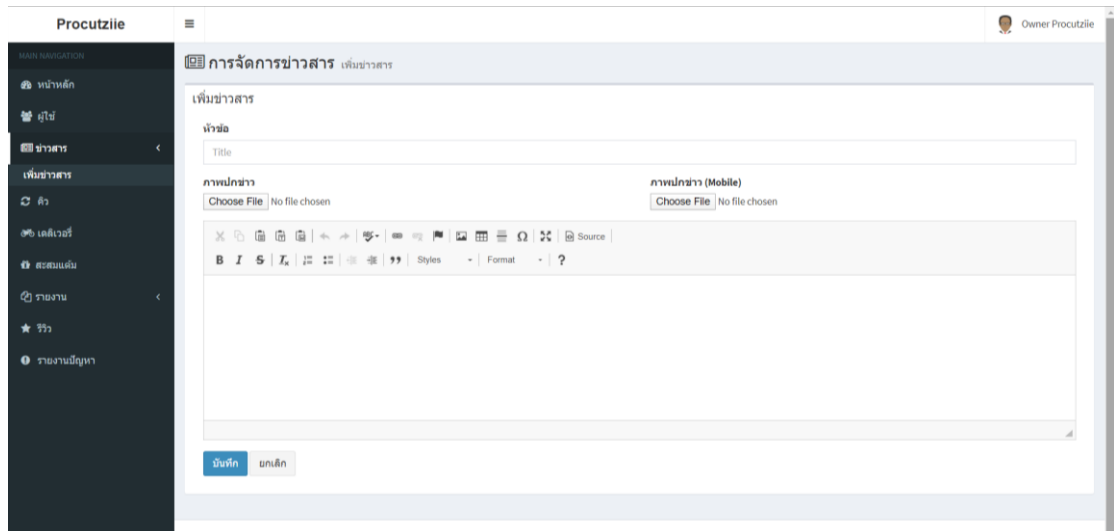 Procutziie
Owner Procutziie
MAIN NAVIGATION
หน้าหลัก
ผู้ใช้
ข่าวสาร
เพิ่มข่าวสาร
คิว
เดลิเวอรี่
สะสมแต้ม
รายงาน
รีวิว
รายงานปัญหา
การจัดการข่าวสาร เพิ่มข่าวสาร
เพิ่มข่าวสาร
หัวข้อ
Title
ภาพปกข่าว
Choose File No file chosen
ภาพปกข่าว (Mobile)
Choose File No file chosen
Source
B I S Ix Styles Format ?
บันทึก ยกเลิก